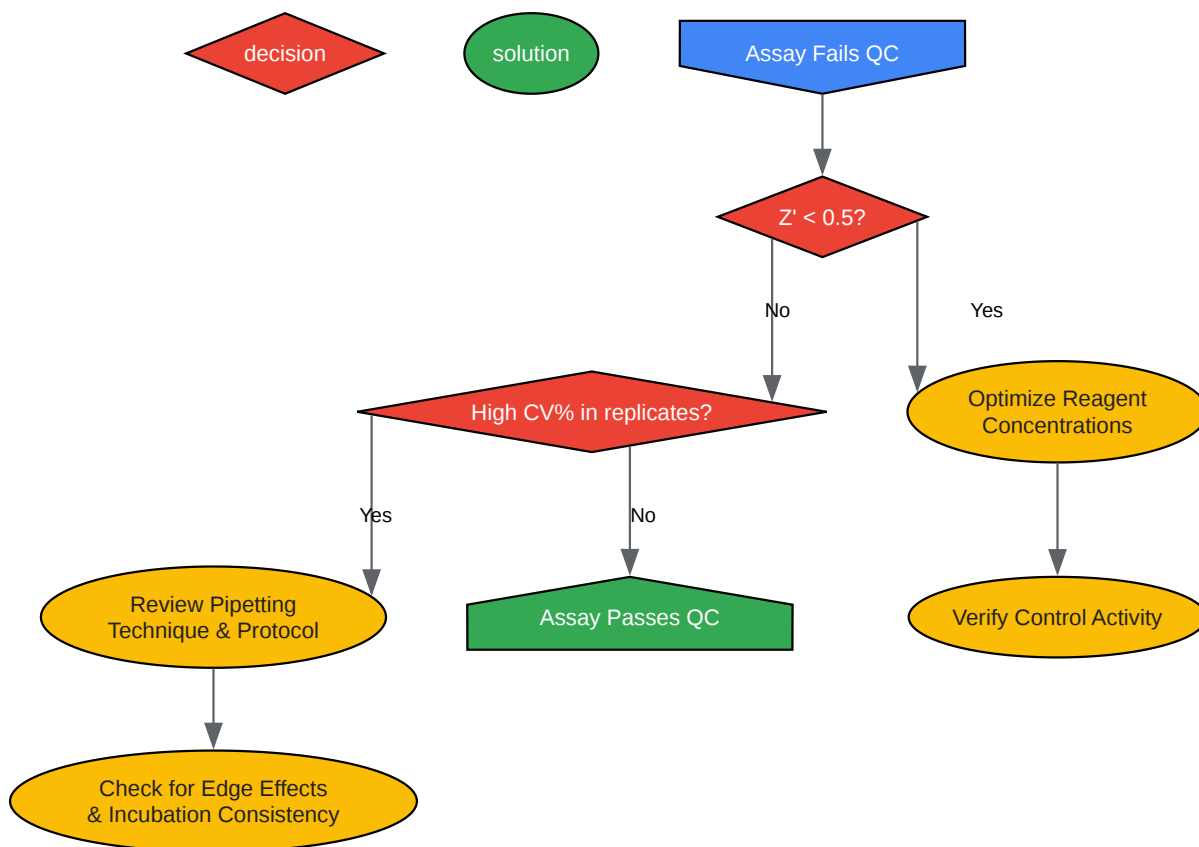 decision
solution
Assay Fails QC
Z' < 0.5?
No
Yes
High CV% in replicates?
Optimize Reagent
Concentrations
Yes
No
Review Pipetting
Technique & Protocol
Assay Passes QC
Verify Control Activity
Check for Edge Effects
& Incubation Consistency